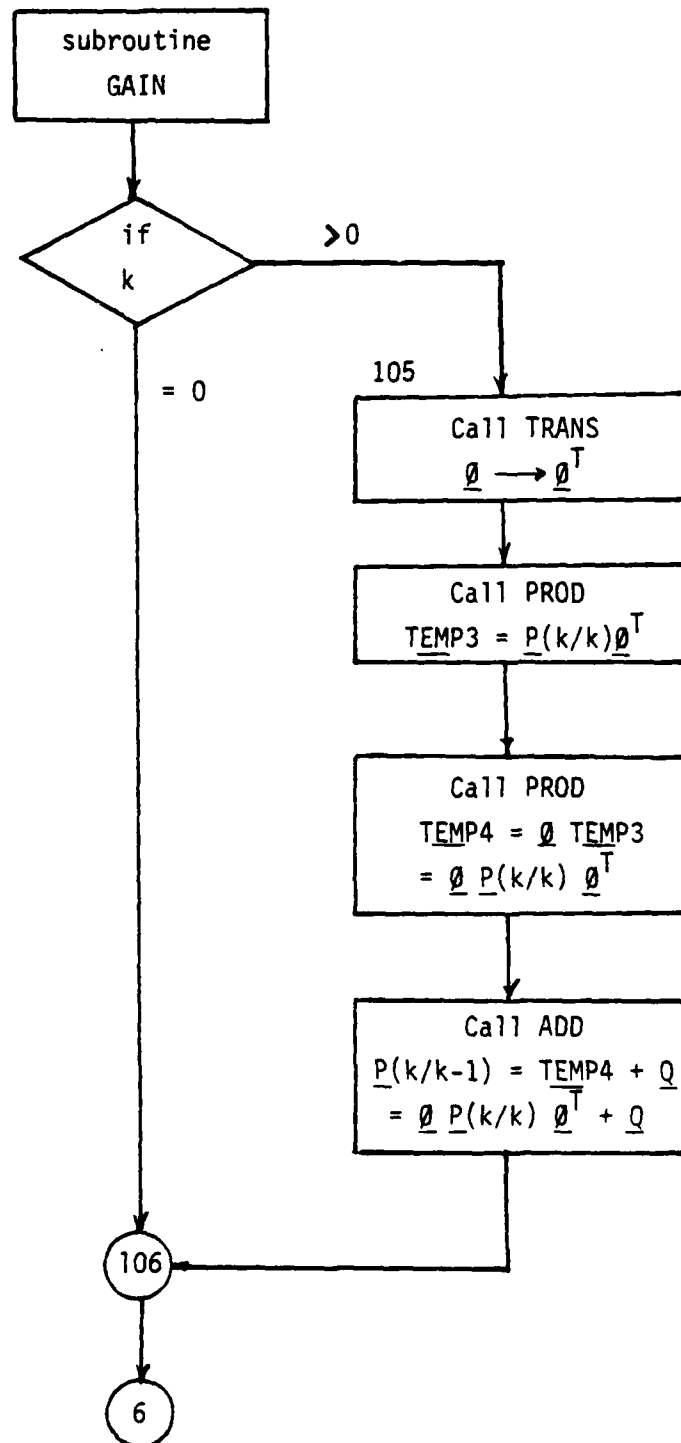 subroutine
GAIN
if
k
>0
= 0
105
Call TRANS
Ø ⟶ Ø^T
Call PROD
TEMP3 = P(k/k)Ø^T
Call PROD
TEMP4 = Ø TEMP3
= Ø P(k/k) Ø^T
Call ADD
P(k/k-1) = TEMP4 + Q
= Ø P(k/k) Ø^T + Q
106
6